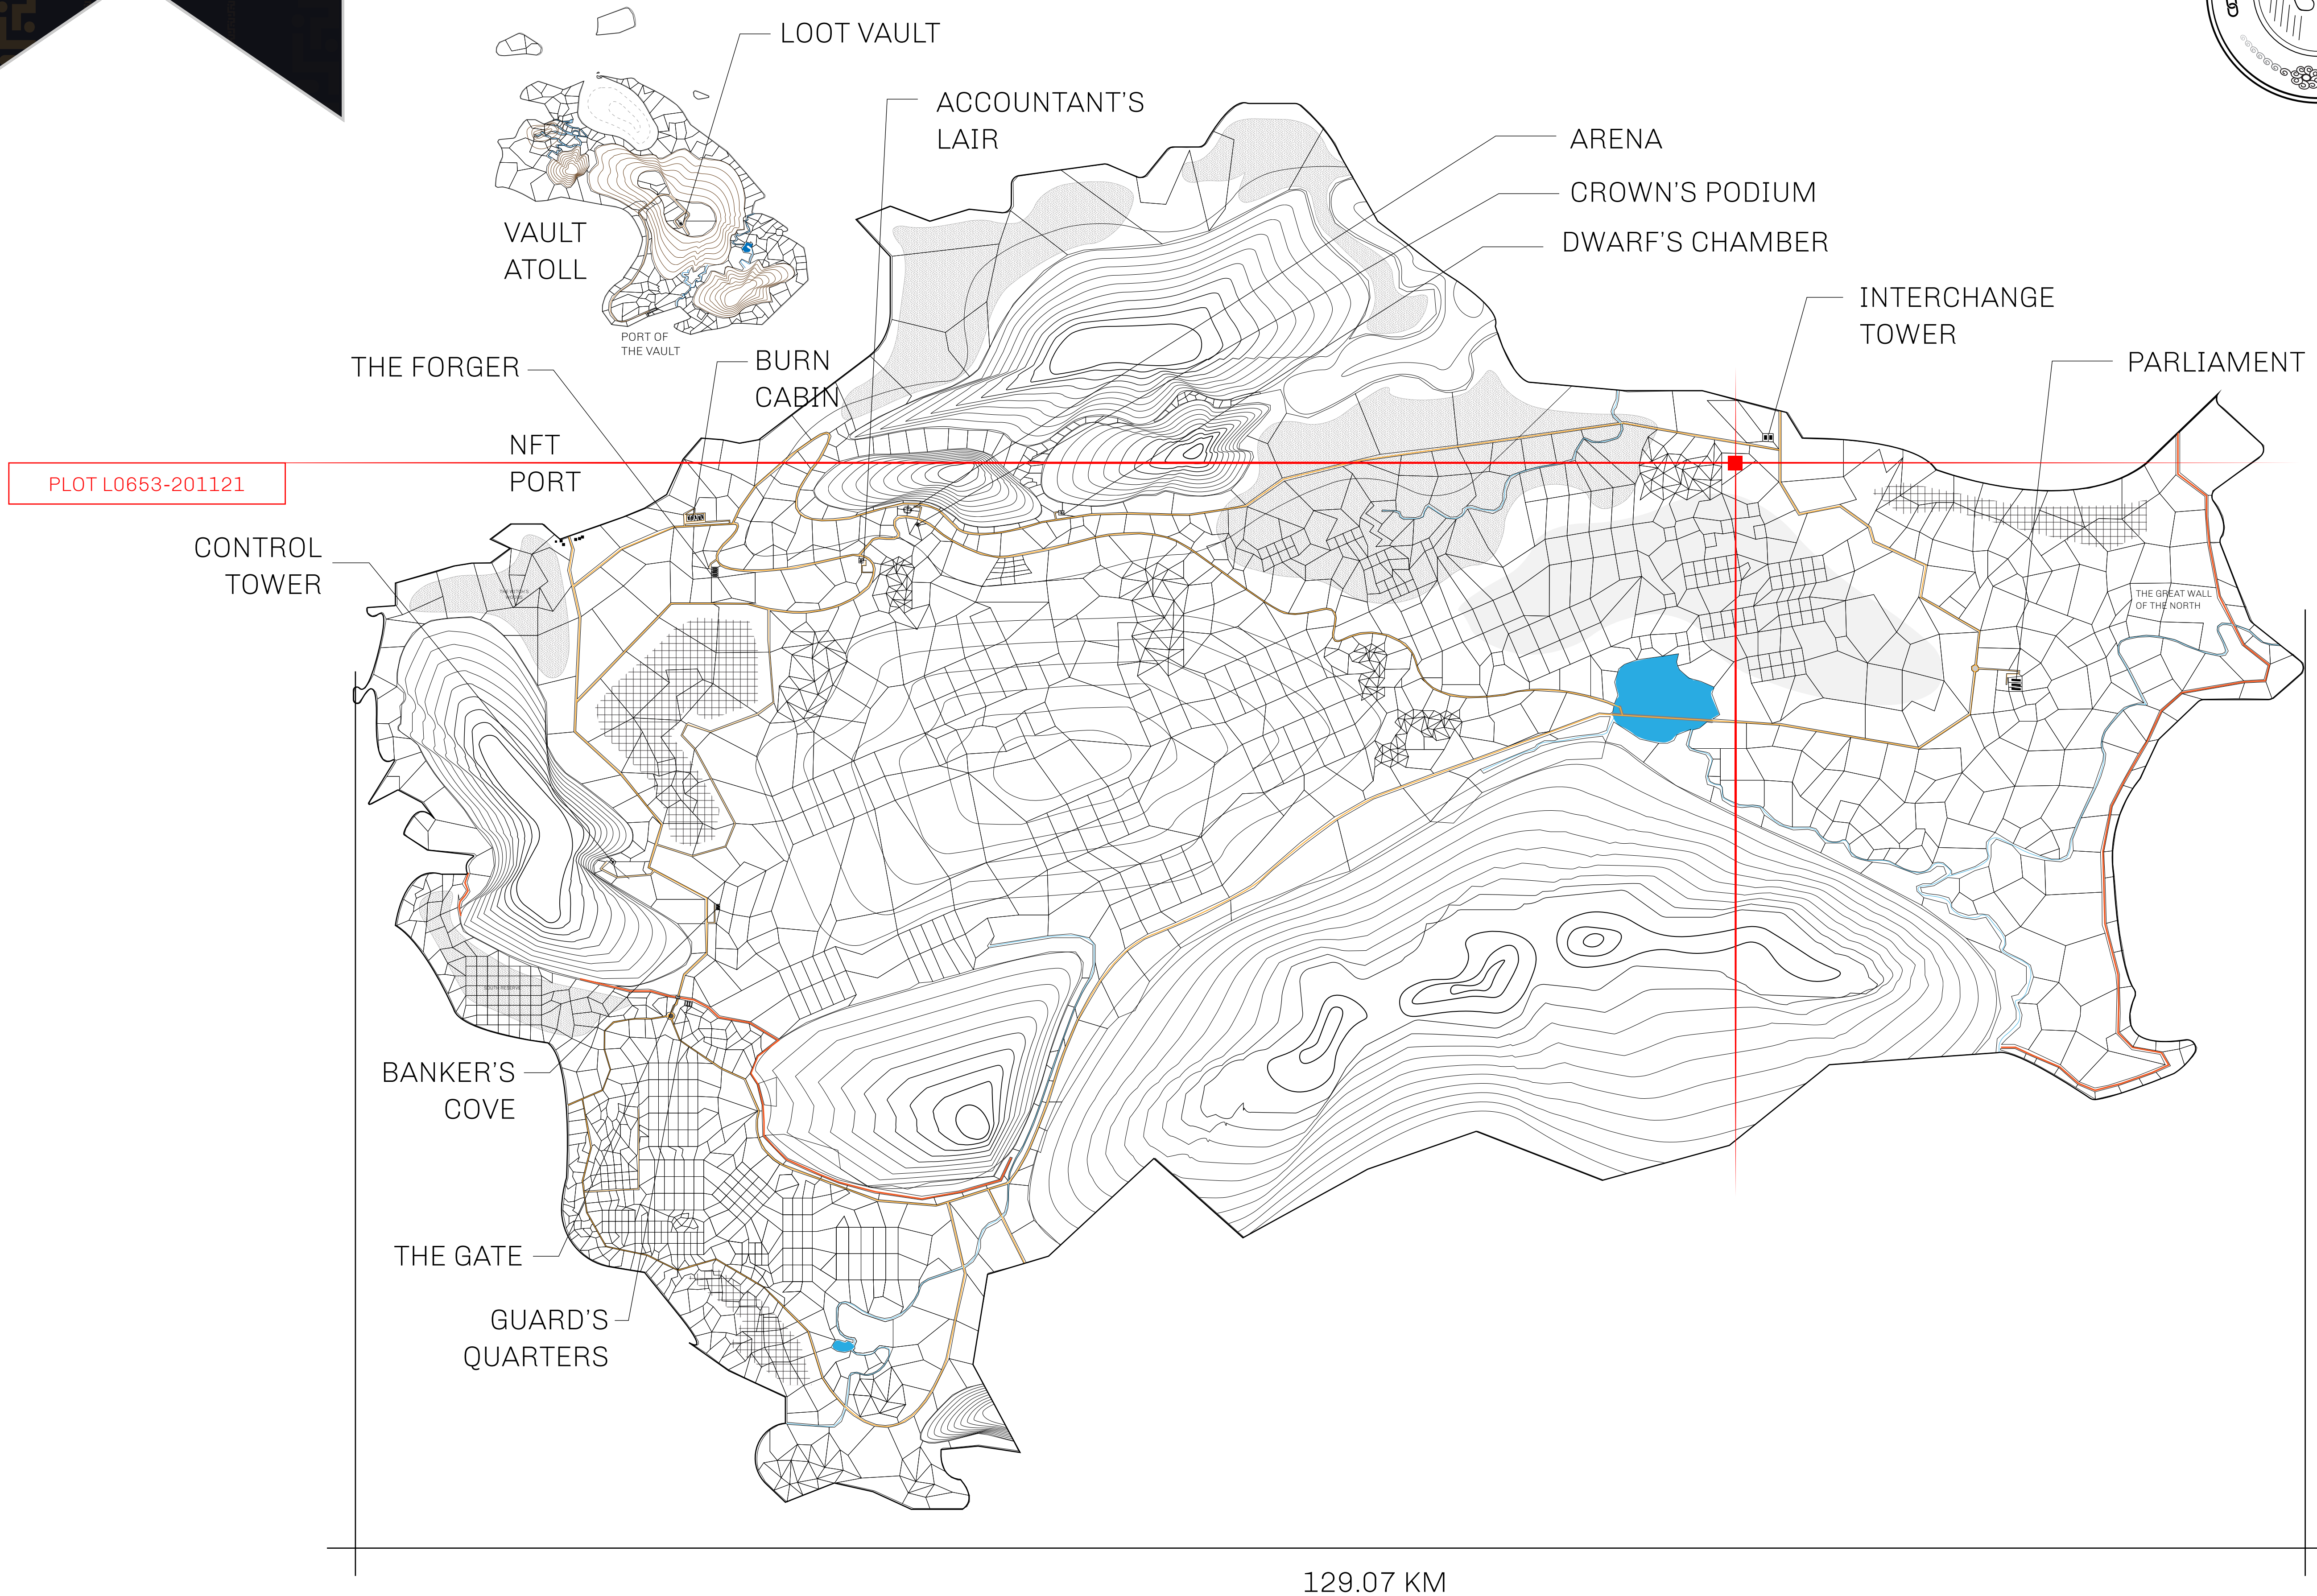 LOOT VAULT
ACCOUNTANT'S
LAIR
ARENA
CROWN'S PODIUM
DWARF'S CHAMBER
VAULT
ATOLL
INTERCHANGE
TOWER
PORT OF
THE VAULT
PARLIAMENT
THE FORGER
BURN
CABIN
NFT
PORT
PLOT L0653-201121
CONTROL
TOWER
THE GREAT WALL
OF THE NORTH
SOUTH RESERVE
BANKER'S
COVE
THE GATE
GUARD'S
QUARTERS
129.07 KM